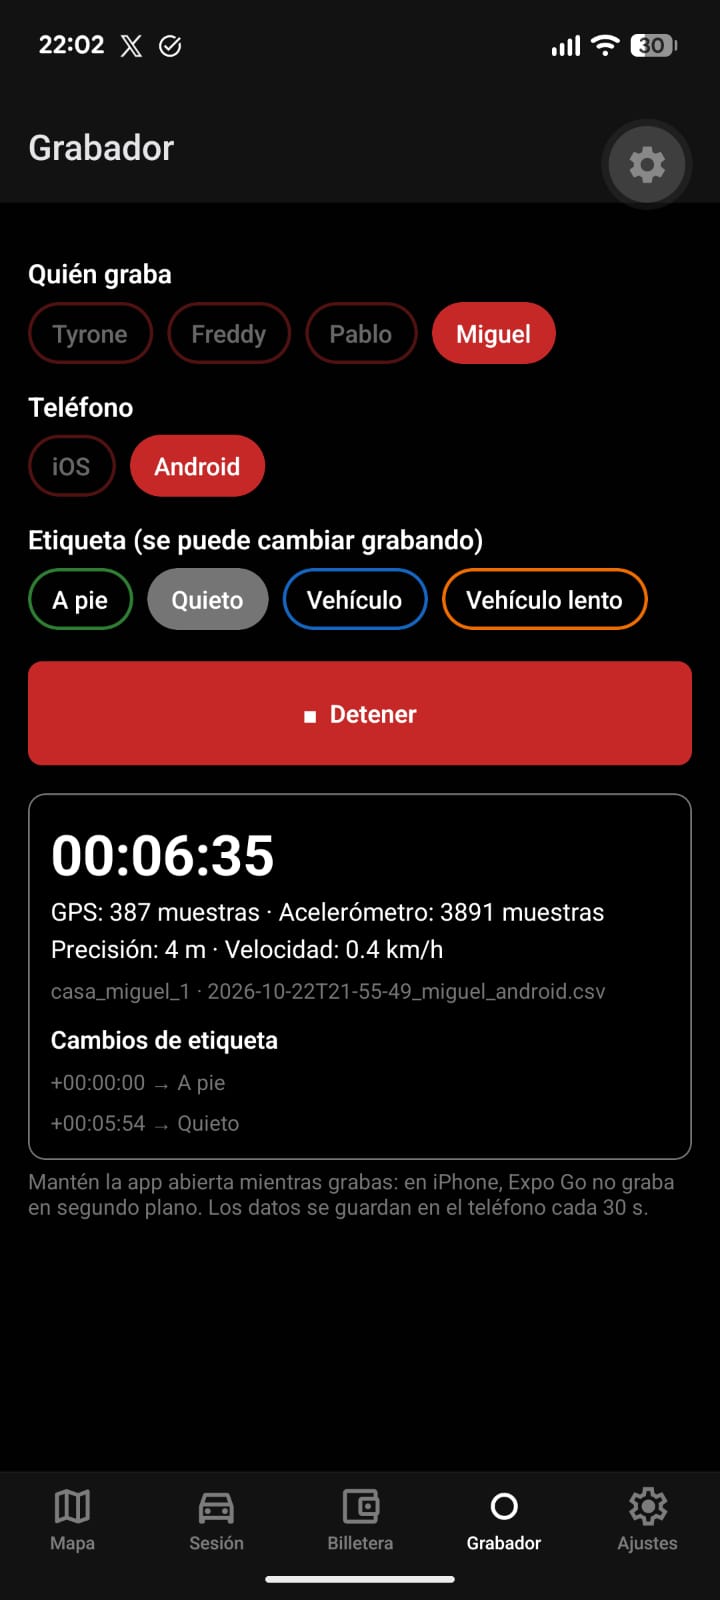 22:02
30
Grabador
Quién graba
Tyrone Freddy Pablo Miguel
Teléfono
iOS Android
Etiqueta (se puede cambiar grabando)
A pie Quieto Vehículo Vehículo lento
Detener
00:06:35
GPS: 387 muestras · Acelerómetro: 3891 muestras
Precisión: 4 m · Velocidad: 0.4 km/h
casa_miguel_1 · 2026-10-22T21-55-49_miguel_android.csv
Cambios de etiqueta
+00:00:00 → A pie
+00:05:54 → Quieto
Mantén la app abierta mientras grabas: en iPhone, Expo Go no graba
en segundo plano. Los datos se guardan en el teléfono cada 30 s.
Mapa Sesión Billetera Grabador Ajustes